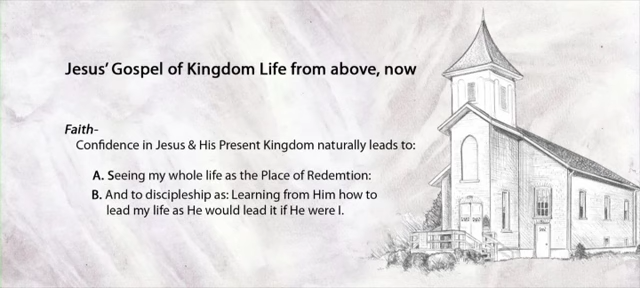 Jesus' Gospel of Kingdom Life from above, now
Faith-
Confidence in Jesus & His Present Kingdom naturally leads to:
A. Seeing my whole life as the Place of Redemtion:
B. And to discipleship as: Learning from Him how to
lead my life as He would lead it if He were I.